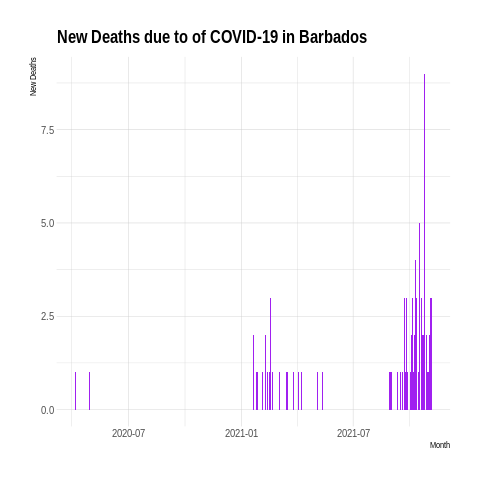 New Deaths due to of COVID-19 in Barbados
New Deaths
7.5
5.0
2.5
0.0
2020-07 2021-01 2021-07
Month